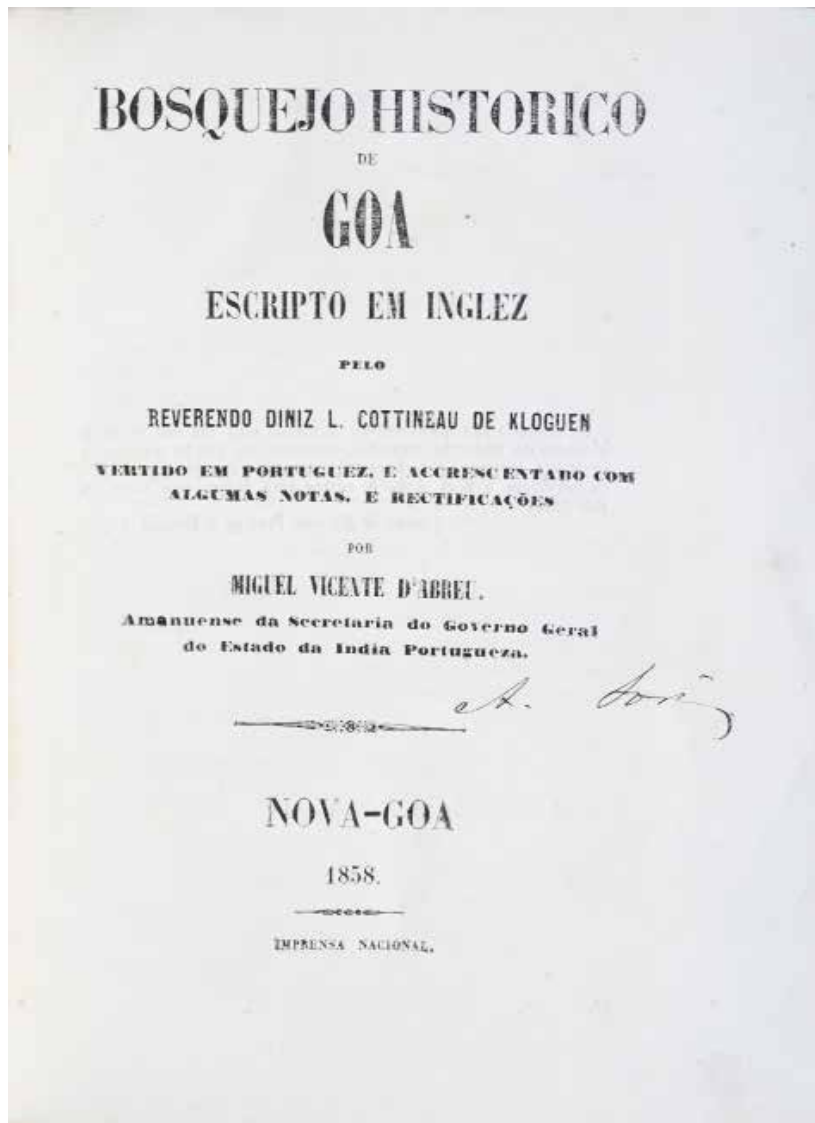 BOSQUEJO HISTORICO
DE
GOA
ESCRIPTO EM INGLEZ
PELO
REVERENDO DINIZ L. COTTINEAU DE KLOGUEN
VERTIDO EM PORTUGUEZ, E ACCRESCENTADO COM
ALGUMAS NOTAS, E RECTIFICAÇÕES
POR
MIGUEL VICENTE D'ABREU.
Amanuense da Secretaria do Governo Geral
do Estado da India Portugueza.
A.
NOVA-GOA
1858.
IMPRENSA NACIONAL.